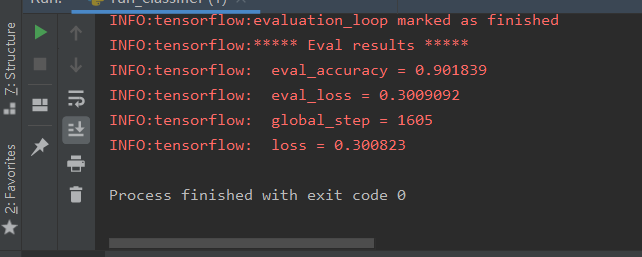 Run:
run_classifier (1)
INFO:tensorflow:evaluation_loop marked as finished
INFO:tensorflow:***** Eval results *****
INFO:tensorflow:  eval_accuracy = 0.901839
INFO:tensorflow:  eval_loss = 0.3009092
INFO:tensorflow:  global_step = 1605
INFO:tensorflow:  loss = 0.300823
Process finished with exit code 0
7: Structure
2: Favorites